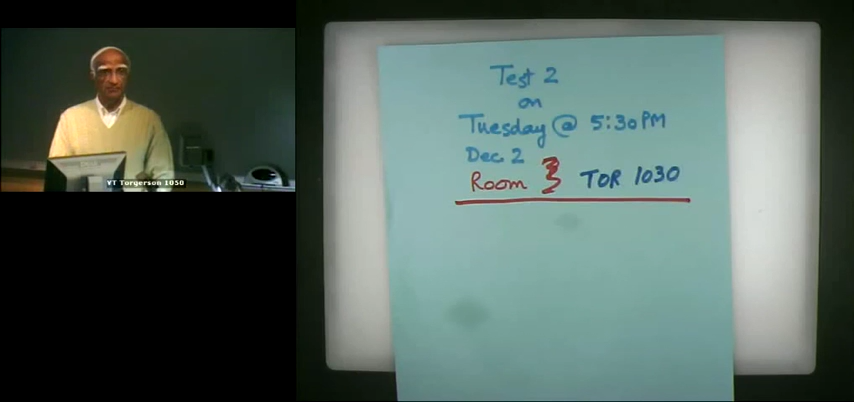 VT Torgerson 1050
Test 2
on
Tuesday @ 5:30 PM
Dec. 2
Room } TOR 1030